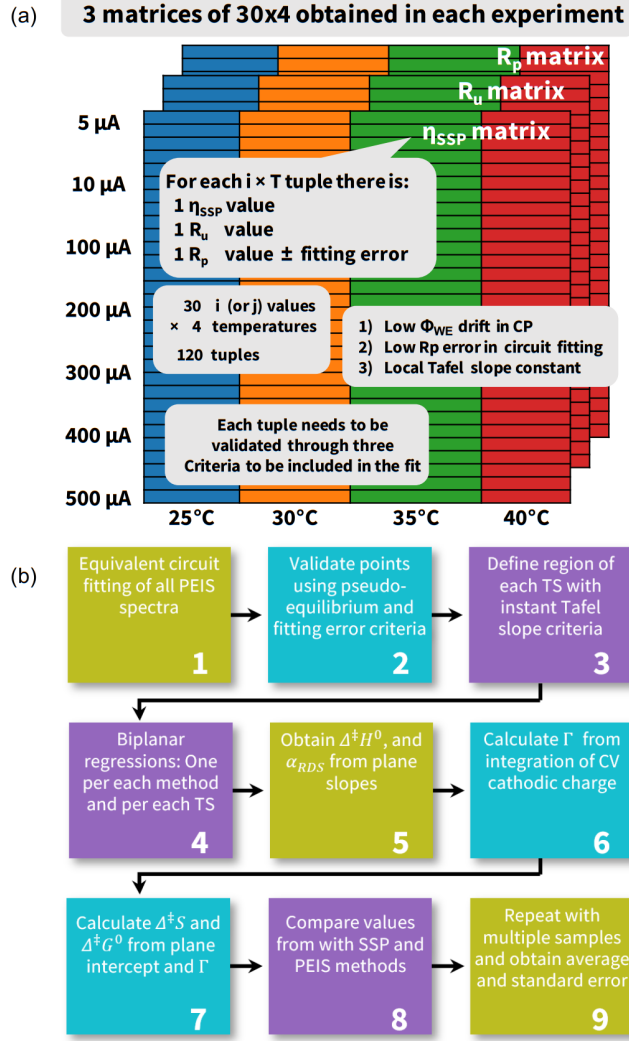 (a)
3 matrices of 30x4 obtained in each experiment
Rₚ matrix
Rᵤ matrix
η_SSP matrix
5 µA
10 µA
100 µA
200 µA
300 µA
400 µA
500 µA
For each i × T tuple there is:
1 η_SSP value
1 Rᵤ value
1 Rₚ value ± fitting error
30 i (or j) values
× 4 temperatures
120 tuples
1) Low Φ_WE drift in CP
2) Low Rp error in circuit fitting
3) Local Tafel slope constant
Each tuple needs to be
validated through three
Criteria to be included in the fit
25°C 30°C 35°C 40°C
(b)
Equivalent circuit
fitting of all PEIS
spectra
1
Validate points
using pseudo-
equilibrium and
fitting error criteria
2
Define region of
each TS with
instant Tafel
slope criteria
3
Biplanar
regressions: One
per each method
and per each TS
4
Obtain Δ‡H⁰, and
α_RDS from plane
slopes
5
Calculate Γ from
integration of CV
cathodic charge
6
Calculate Δ‡S and
Δ‡G⁰ from plane
intercept and Γ
7
Compare values
from with SSP and
PEIS methods
8
Repeat with
multiple samples
and obtain average
and standard error
9